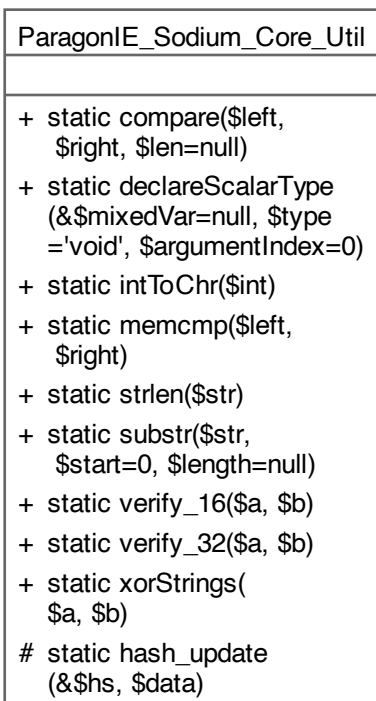 ParagonIE_Sodium_Core_Util
+ static compare($left,
$right, $len=null)
+ static declareScalarType
(&$mixedVar=null, $type
='void', $argumentIndex=0)
+ static intToChr($int)
+ static memcmp($left,
$right)
+ static strlen($str)
+ static substr($str,
$start=0, $length=null)
+ static verify_16($a, $b)
+ static verify_32($a, $b)
+ static xorStrings(
$a, $b)
# static hash_update
(&$hs, $data)